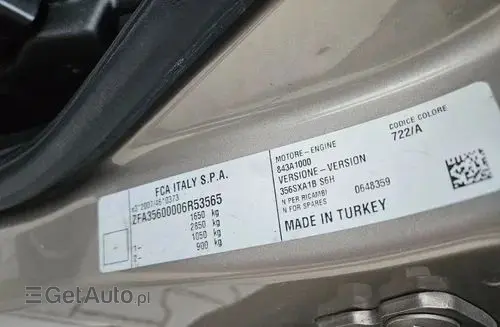 FCA ITALY S.P.A.
e3*2007/46*0373
ZFA35600006R53565
1650 kg
2850 kg
1- 1050 kg
2- 900 kg
MOTORE-ENGINE
843A1000
VERSIONE-VERSION
356SXA1B S6H
N PER RICAMBI
N FOR SPARES
0648359
MADE IN TURKEY
CODICE COLORE
722/A
GetAuto.pl